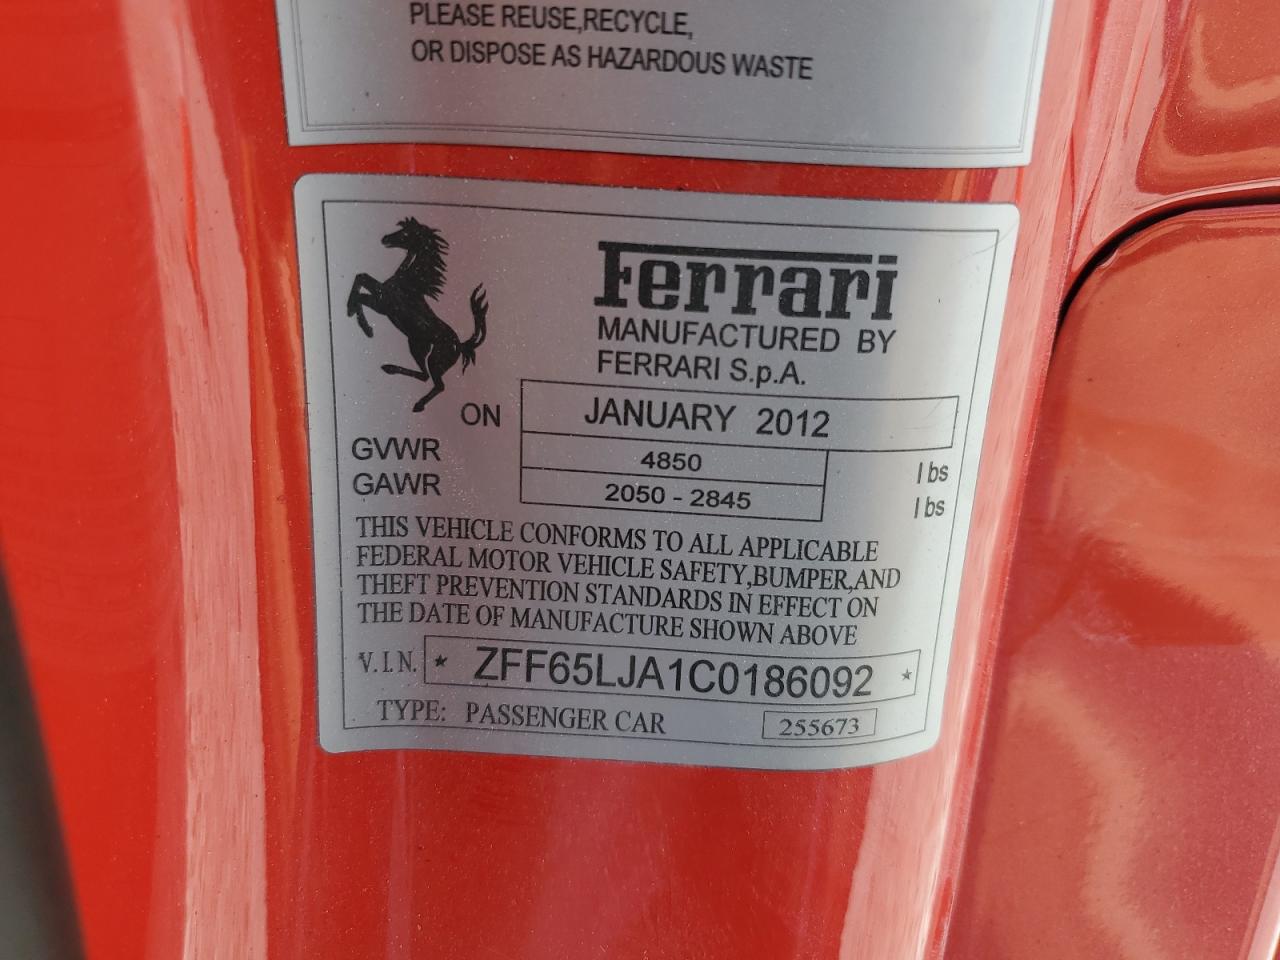 PLEASE REUSE,RECYCLE,
OR DISPOSE AS HAZARDOUS WASTE
Ferrari
MANUFACTURED BY
FERRARI S.p.A.
ON JANUARY 2012
GVWR 4850 lbs
GAWR 2050 - 2845 lbs
THIS VEHICLE CONFORMS TO ALL APPLICABLE
FEDERAL MOTOR VEHICLE SAFETY,BUMPER,AND
THEFT PREVENTION STANDARDS IN EFFECT ON
THE DATE OF MANUFACTURE SHOWN ABOVE
V.I.N. * ZFF65LJA1C0186092 *
TYPE: PASSENGER CAR 255673